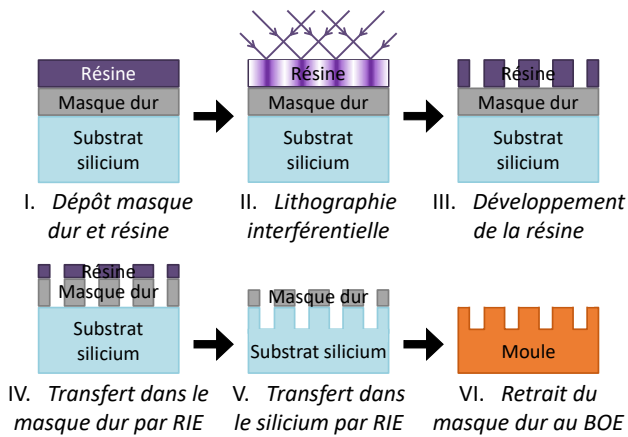 Résine
Masque dur
Substrat
silicium
I. Dépôt masque
dur et résine
Résine
Masque dur
Substrat
silicium
II. Lithographie
interférentielle
Résine
Masque dur
Substrat
silicium
III. Développement
de la résine
Résine
Masque dur
Substrat
silicium
IV. Transfert dans le
masque dur par RIE
Masque dur
Substrat silicium
V. Transfert dans
le silicium par RIE
Moule
VI. Retrait du
masque dur au BOE